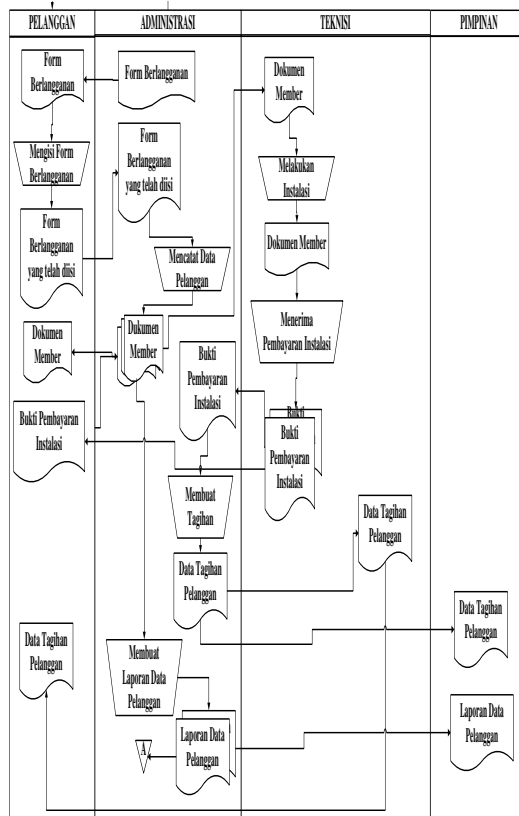 PELANGGAN
ADMINISTRASI
TEKNISI
PIMPINAN
Form
Berlangganan
Form Berlangganan
Dokumen
Member
Mengisi Form
Berlangganan
Form
Berlangganan
yang telah diisi
Melakukan
Instalasi
Form
Berlangganan
yang telah diisi
Mencatat Data
Pelanggan
Dokumen Member
Dokumen
Member
Dukumen
Member
Menerima
Pembayaran Instalasi
Bukti
Pembayaran
Instalasi
Bukti Pembayaran
Instalasi
Bukti
Bukti
Pembayaran
Instalasi
Membuat
Tagihan
Data Tagihan
Pelanggan
Data Tagihan
Pelanggan
Data Tagihan
Pelanggan
Data Tagihan
Pelanggan
Membuat
Laporan Data
Pelanggan
A
Laporan Data
Pelanggan
Laporan Data
Pelanggan